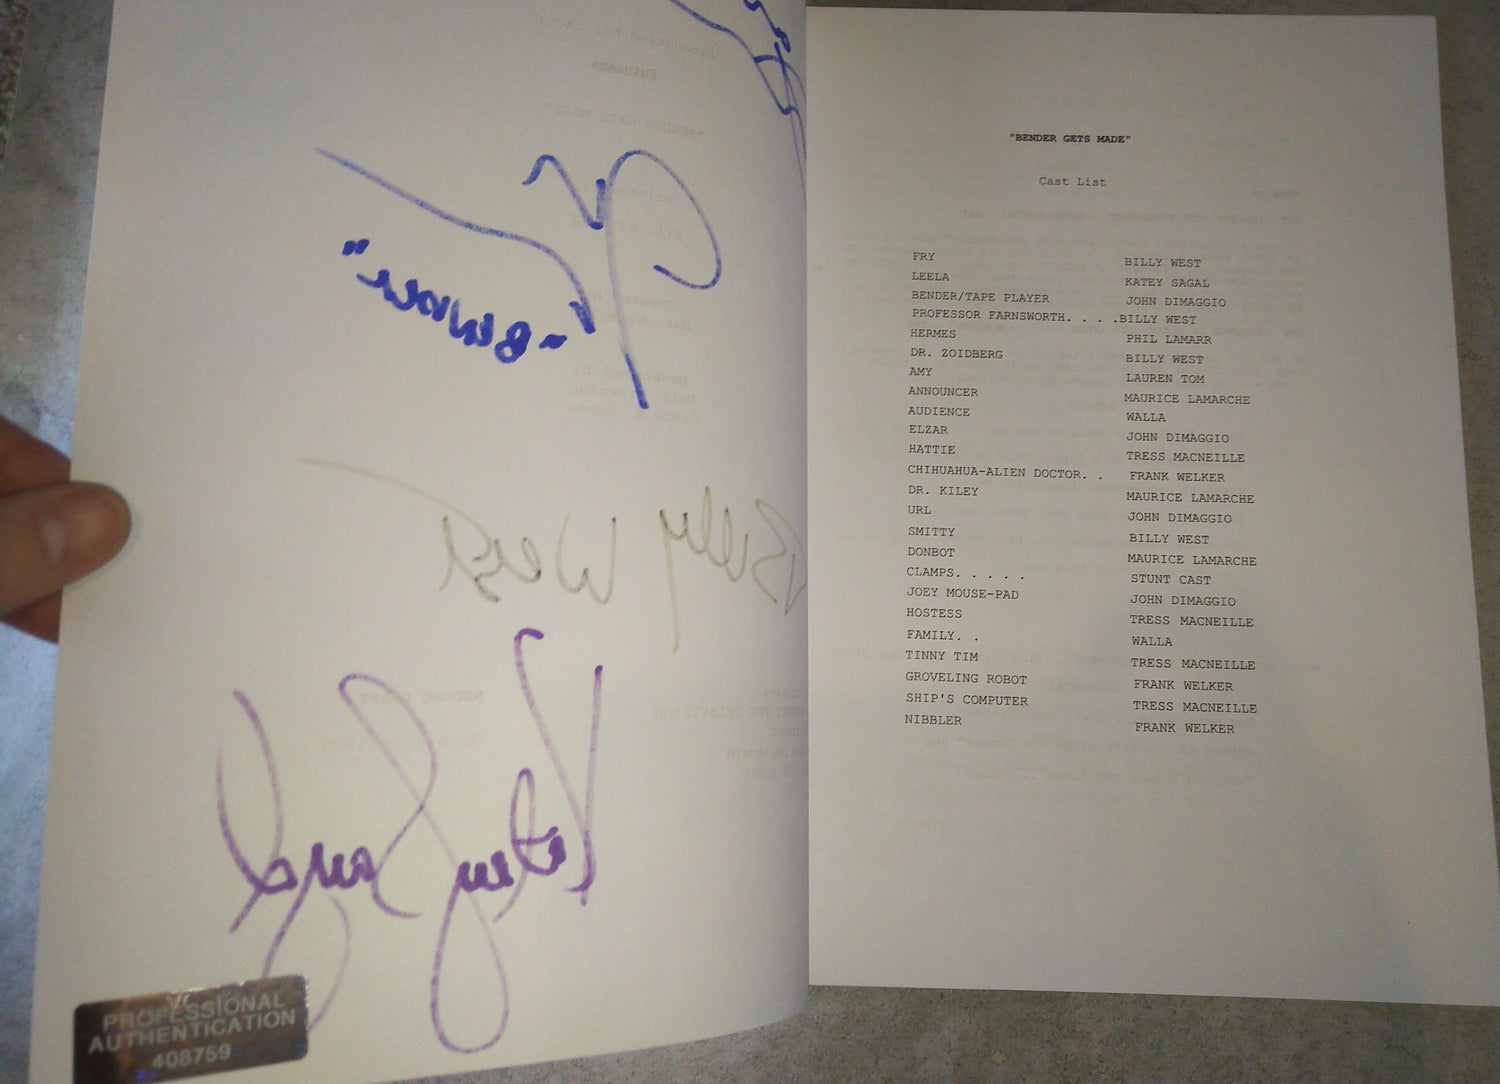 "BENDER"
Billy West
Katey Sagal
RECORD DRAFT
PROFESSIONAL
AUTHENTICATION
408759
"BENDER GETS MADE"
Cast List
FRY BILLY WEST
LEELA KATEY SAGAL
BENDER/TAPE PLAYER JOHN DIMAGGIO
PROFESSOR FARNSWORTH. . . .BILLY WEST
HERMES PHIL LAMARR
DR. ZOIDBERG BILLY WEST
AMY LAUREN TOM
ANNOUNCER MAURICE LAMARCHE
AUDIENCE WALLA
ELZAR JOHN DIMAGGIO
HATTIE TRESS MACNEILLE
CHIHUAHUA-ALIEN DOCTOR. . FRANK WELKER
DR. KILEY MAURICE LAMARCHE
URL JOHN DIMAGGIO
SMITTY BILLY WEST
DONBOT MAURICE LAMARCHE
CLAMPS. . . . . STUNT CAST
JOEY MOUSE-PAD JOHN DIMAGGIO
HOSTESS TRESS MACNEILLE
FAMILY. . WALLA
TINNY TIM TRESS MACNEILLE
GROVELING ROBOT FRANK WELKER
SHIP'S COMPUTER TRESS MACNEILLE
NIBBLER FRANK WELKER